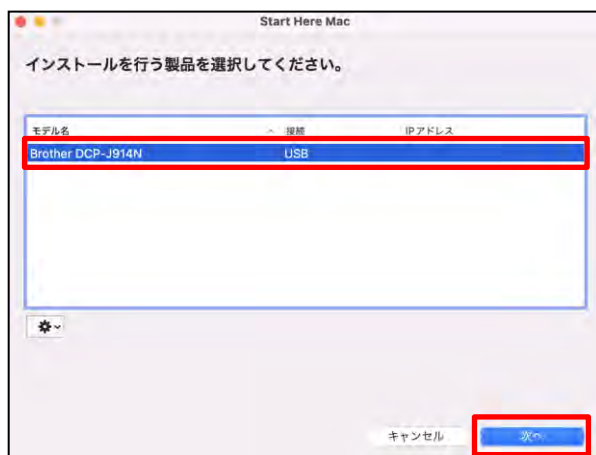 Start Here Mac
インストールを行う製品を選択してください。
モデル名 接続 IPアドレス
Brother DCP-J914N USB
キャンセル 次へ